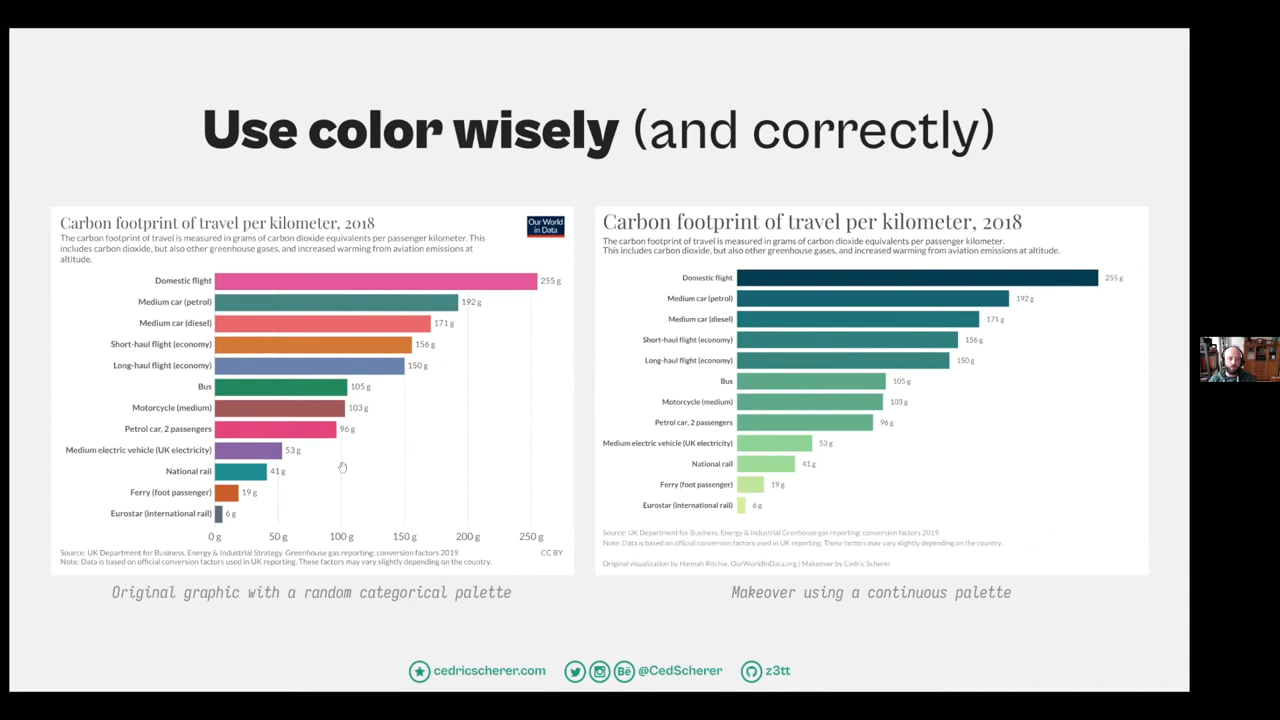 Use color wisely (and correctly)
Carbon footprint of travel per kilometer, 2018
Our World
in Data
The carbon footprint of travel is measured in grams of carbon dioxide equivalents per passenger kilometer. This
includes carbon dioxide, but also other greenhouse gases, and increased warming from aviation emissions at
altitude.
Domestic flight 255 g
Medium car (petrol) 192 g
Medium car (diesel) 171 g
Short-haul flight (economy) 156 g
Long-haul flight (economy) 150 g
Bus 105 g
Motorcycle (medium) 103 g
Petrol car, 2 passengers 96 g
Medium electric vehicle (UK electricity) 53 g
National rail 41 g
Ferry (foot passenger) 19 g
Eurostar (international rail) 6 g
0 g 50 g 100 g 150 g 200 g 250 g
Source: UK Department for Business, Energy & Industrial Strategy. Greenhouse gas reporting: conversion factors 2019. CC BY
Note: Data is based on official conversion factors used in UK reporting. These factors may vary slightly depending on the country.
Original graphic with a random categorical palette
Carbon footprint of travel per kilometer, 2018
The carbon footprint of travel is measured in grams of carbon dioxide equivalents per passenger kilometer.
This includes carbon dioxide, but also other greenhouse gases, and increased warming from aviation emissions at altitude.
Domestic flight 255 g
Medium car (petrol) 192 g
Medium car (diesel) 171 g
Short-haul flight (economy) 156 g
Long-haul flight (economy) 150 g
Bus 105 g
Motorcycle (medium) 103 g
Petrol car, 2 passengers 96 g
Medium electric vehicle (UK electricity) 53 g
National rail 41 g
Ferry (foot passenger) 19 g
Eurostar (international rail) 6 g
Source: UK Department for Business, Energy & Industrial Grenhouse gas reporting: conversion factors 2019.
Note: Data is based on official conversion factors used in UK reporting. These factors may vary slightly depending on the country.
Original visualization by Hannah Ritchie, OurWorldInData.org | Makeover by Cédric Scherer
Makeover using a continuous palette
cedricscherer.com Bē @CedScherer z3tt